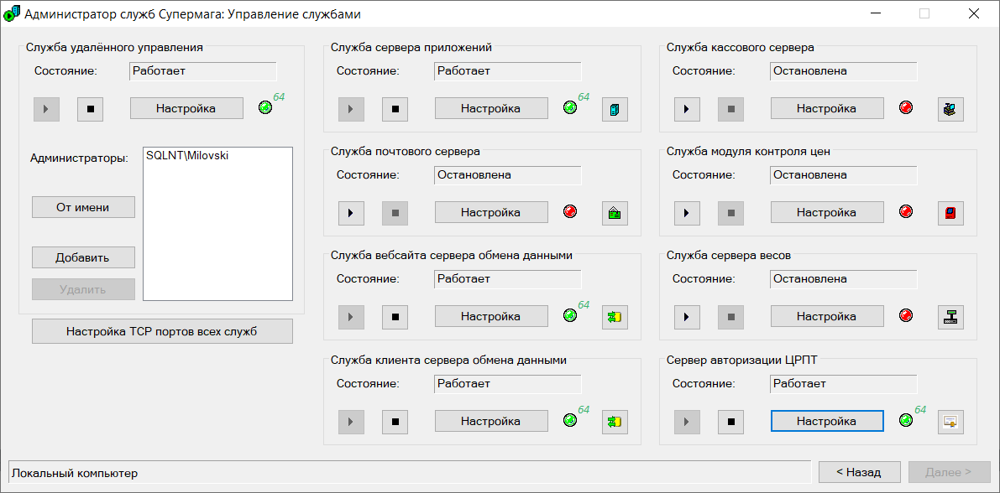 Администратор служб Супермага: Управление службами
Служба удалённого управления
Состояние: Работает
Настройка 64
Администраторы: SQLNT\Milovski
От имени
Добавить
Удалить
Настройка TCP портов всех служб
Служба сервера приложений
Состояние: Работает
Настройка 64
Служба почтового сервера
Состояние: Остановлена
Настройка
Служба вебсайта сервера обмена данными
Состояние: Работает
Настройка 64
Служба клиента сервера обмена данными
Состояние: Работает
Настройка 64
Служба кассового сервера
Состояние: Остановлена
Настройка
Служба модуля контроля цен
Состояние: Остановлена
Настройка
Служба сервера весов
Состояние: Остановлена
Настройка
Сервер авторизации ЦРПТ
Состояние: Работает
Настройка 64
Локальный компьютер
< Назад Далее >